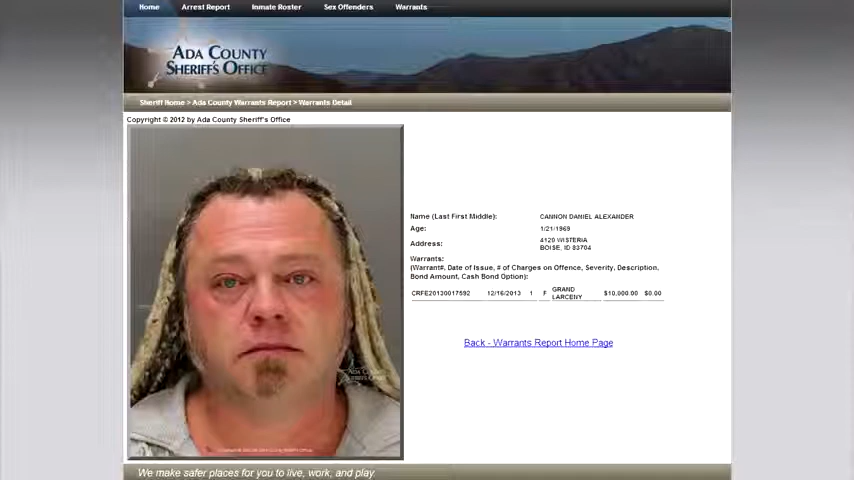 Home Arrest Report Inmate Roster Sex Offenders Warrants
ADA COUNTY
SHERIFF'S OFFICE
Sheriff Home > Ada County Warrants Report > Warrants Detail
Copyright © 2012 by Ada County Sheriff's Office
Name (Last First Middle): CANNON DANIEL ALEXANDER
Age: 1/21/1969
Address: 4120 WISTERIA
BOISE, ID 83704
Warrants:
(Warrant#, Date of Issue, # of Charges on Offence, Severity, Description,
Bond Amount, Cash Bond Option):
CRFE20130017592 12/16/2013 1 F GRAND LARCENY $10,000.00 $0.00
Back - Warrants Report Home Page
ADA COUNTY
SHERIFF'S OFFICE
We make safer places for you to live, work, and play.